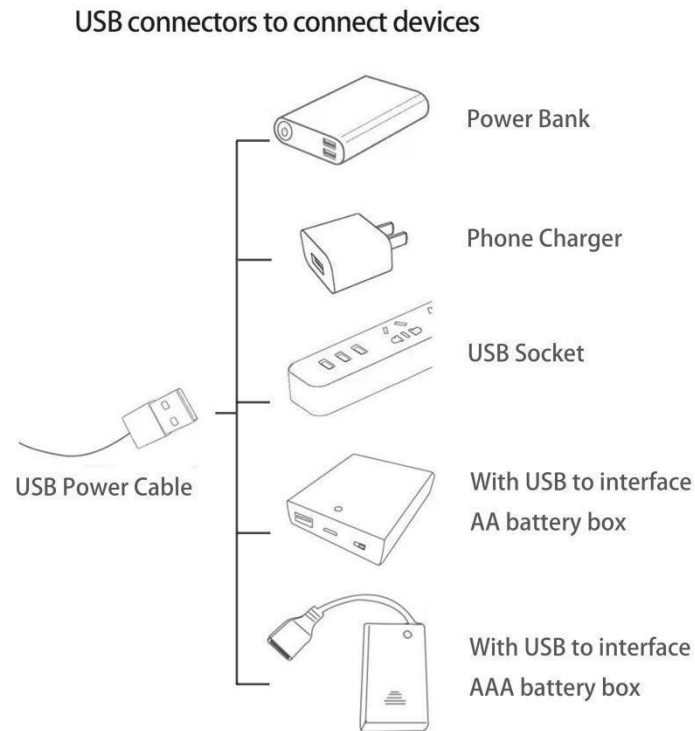 USB connectors to connect devices
Power Bank
Phone Charger
USB Socket
USB Power Cable
With USB to interface
AA battery box
With USB to interface
AAA battery box